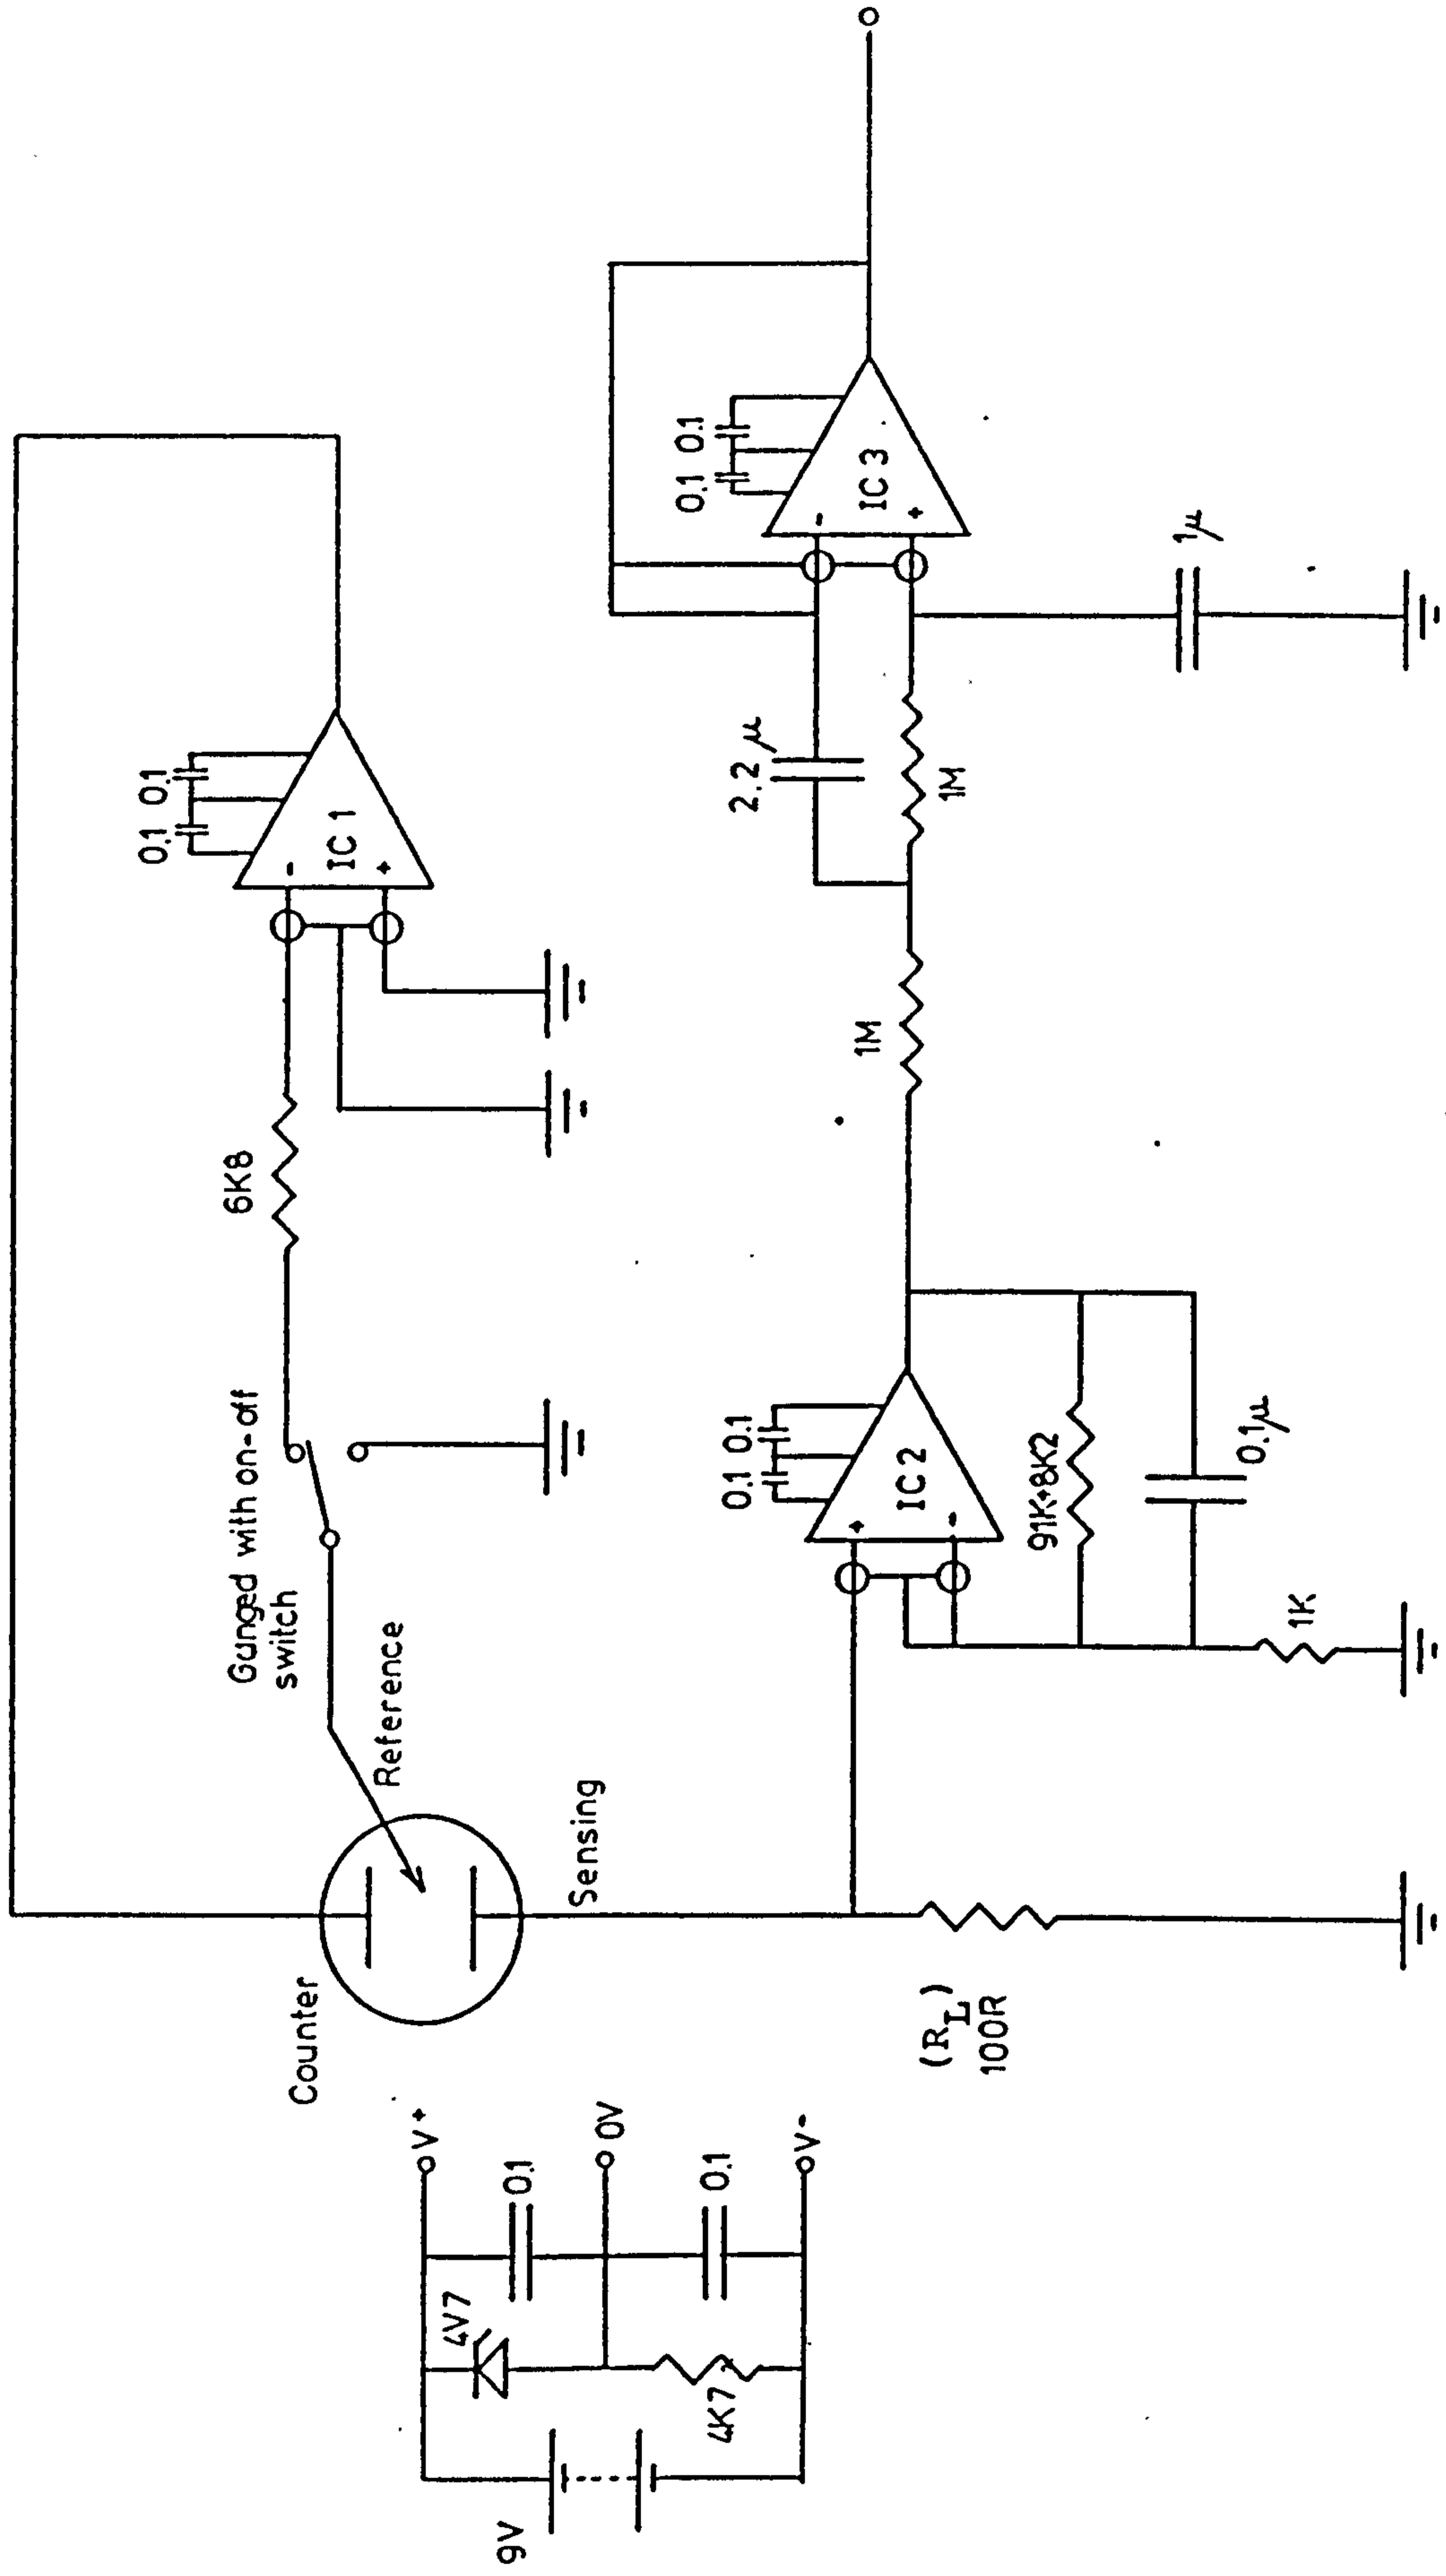 9V
4V7
4K7
0.1
0.1
V+
0V
V-
Counter
Reference
Sensing
(RL)
100R
Gunged with on-off
switch
6K8
IC 1
-
+
0.1 0.1
IC 2
+
-
0.1 0.1
91K+8K2
0.1μ
1K
1M
2.2 μ
1M
IC 3
-
+
0.1 0.1
1μ